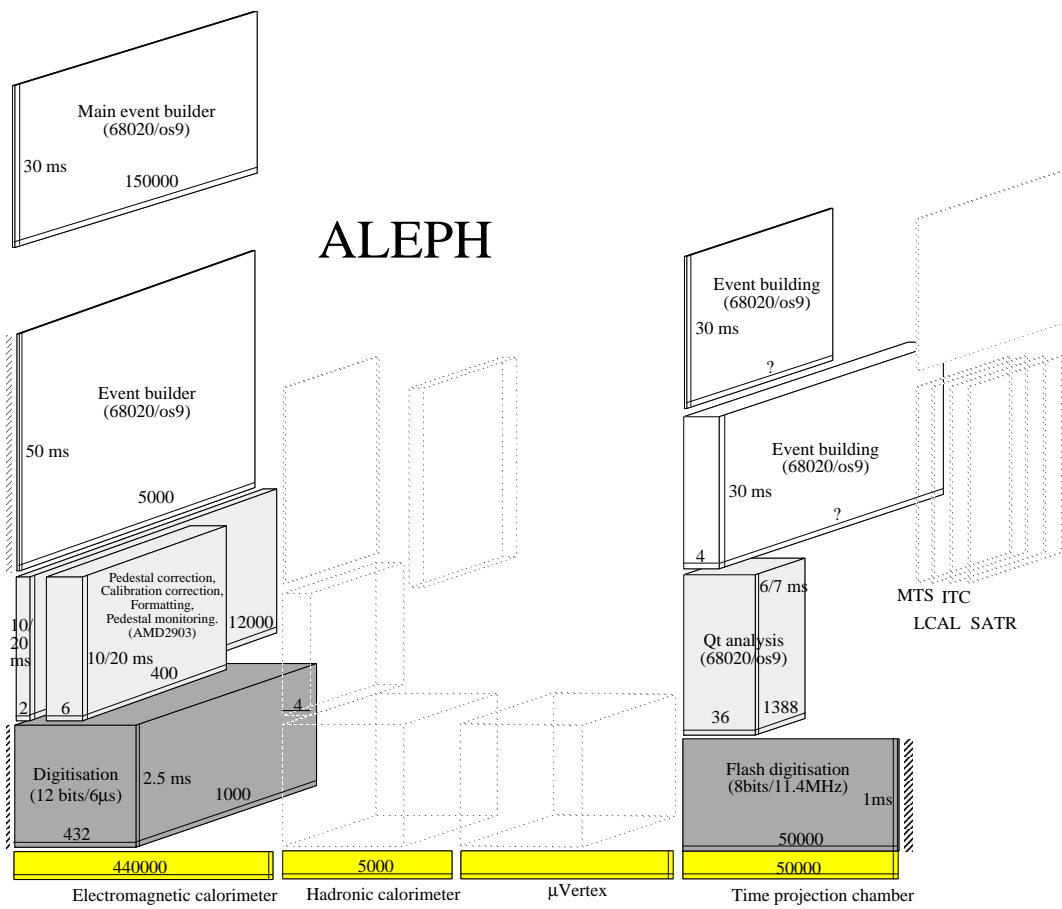 Main event builder
(68020/os9)
30 ms
150000
ALEPH
Event builder
(68020/os9)
50 ms
5000
Event building
(68020/os9)
30 ms
?
Event building
(68020/os9)
30 ms
?
4
Pedestal correction,
Calibration correction,
Formatting,
Pedestal monitoring.
(AMD2903)
10/
20
ms
10/20 ms
400
12000
2
6
4
6/7 ms
Qt analysis
(68020/os9)
36
1388
MTS
ITC
LCAL
SATR
Digitisation
(12 bits/6µs)
2.5 ms
1000
432
Flash digitisation
(8bits/11.4MHz)
1ms
50000
440000
5000
50000
Electromagnetic calorimeter
Hadronic calorimeter
µVertex
Time projection chamber